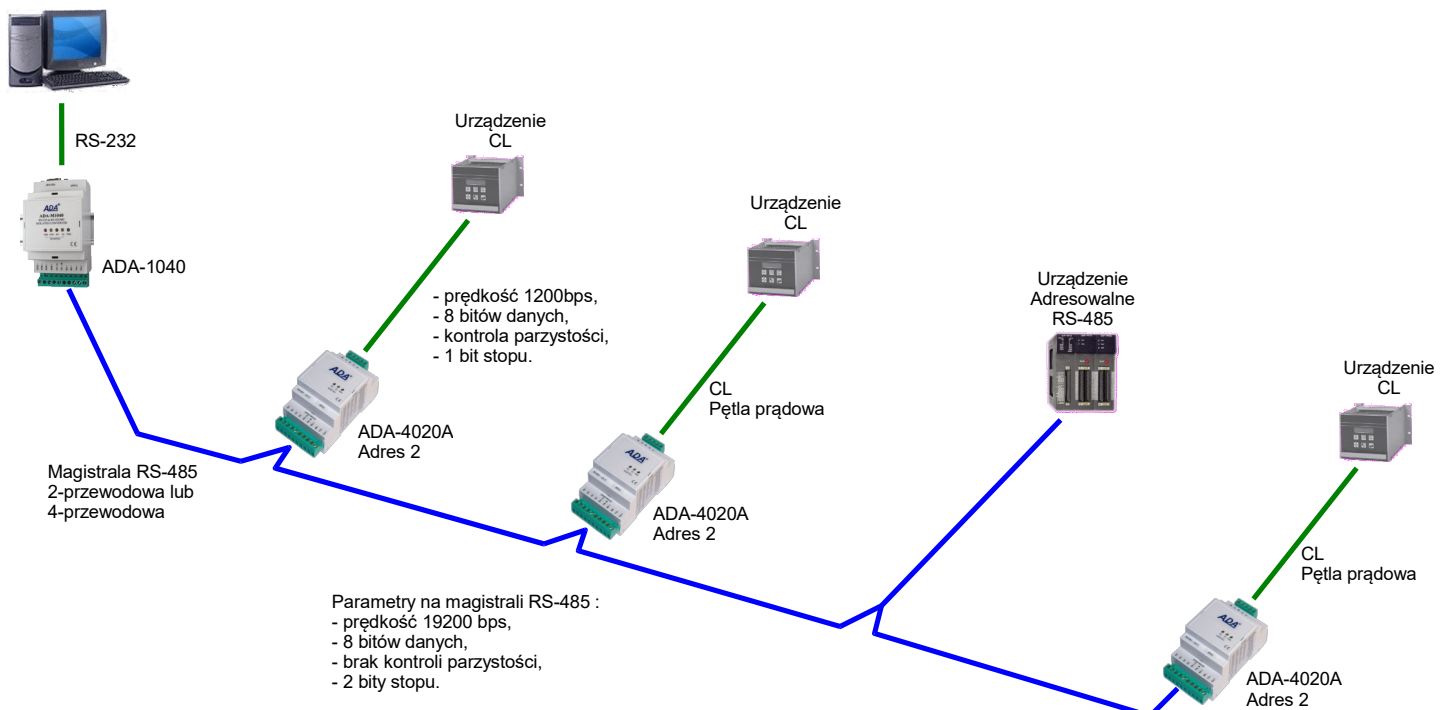 RS-232
ADA
ADA-M1040
ADA-1040
Urządzenie
CL
- prędkość 1200bps,
- 8 bitów danych,
- kontrola parzystości,
- 1 bit stopu.
ADA
ADA-4020A
Adres 2
Magistrala RS-485
2-przewodowa lub
4-przewodowa
Urządzenie
CL
CL
Pętla prądowa
ADA
ADA-4020A
Adres 2
Parametry na magistrali RS-485 :
- prędkość 19200 bps,
- 8 bitów danych,
- brak kontroli parzystości,
- 2 bity stopu.
Urządzenie
Adresowalne
RS-485
Urządzenie
CL
CL
Pętla prądowa
ADA
ADA-4020A
Adres 2